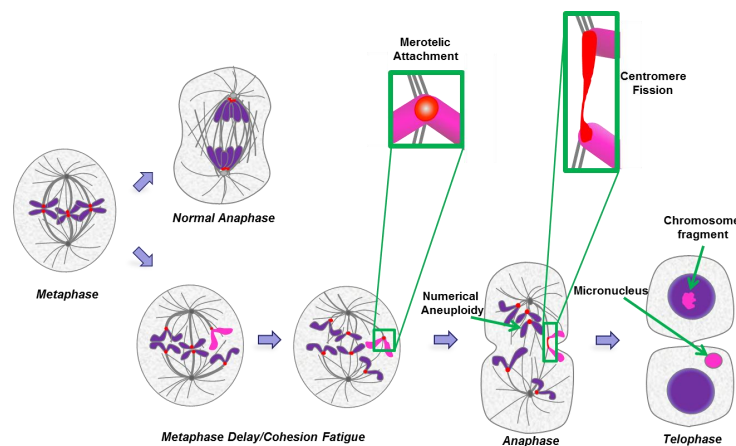 Merotelic
Attachment
Centromere
Fission
Normal Anaphase
Metaphase
Chromosome
fragment
Numerical
Aneuploidy
Micronucleus
Metaphase Delay/Cohesion Fatigue
Anaphase
Telophase